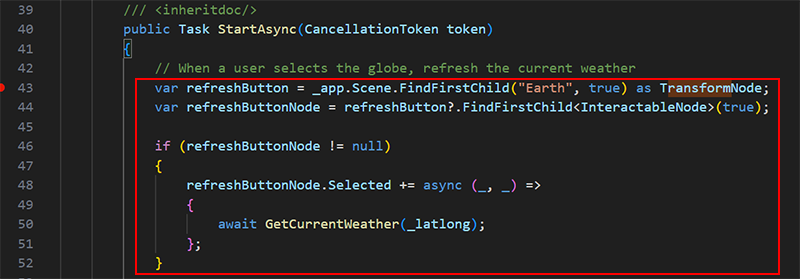 39 /// <inheritdoc/>
40 public Task StartAsync(CancellationToken token)
41 {
42 // When a user selects the globe, refresh the current weather
43 var refreshButton = _app.Scene.FindFirstChild("Earth", true) as TransformNode;
44 var refreshButtonNode = refreshButton?.FindFirstChild<InteractableNode>(true);
45
46 if (refreshButtonNode != null)
47 {
48 refreshButtonNode.Selected += async (_, _) =>
49 {
50 await GetCurrentWeather(_latlong);
51 };
52 }